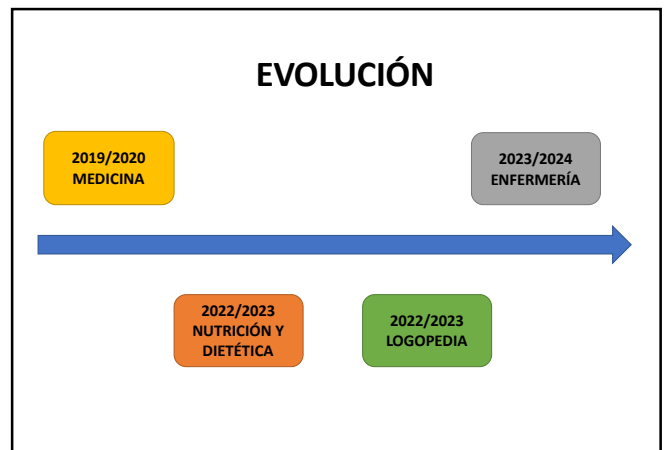 EVOLUCIÓN
2019/2020
MEDICINA
2023/2024
ENFERMERÍA
2022/2023
NUTRICIÓN Y
DIETÉTICA
2022/2023
LOGOPEDIA